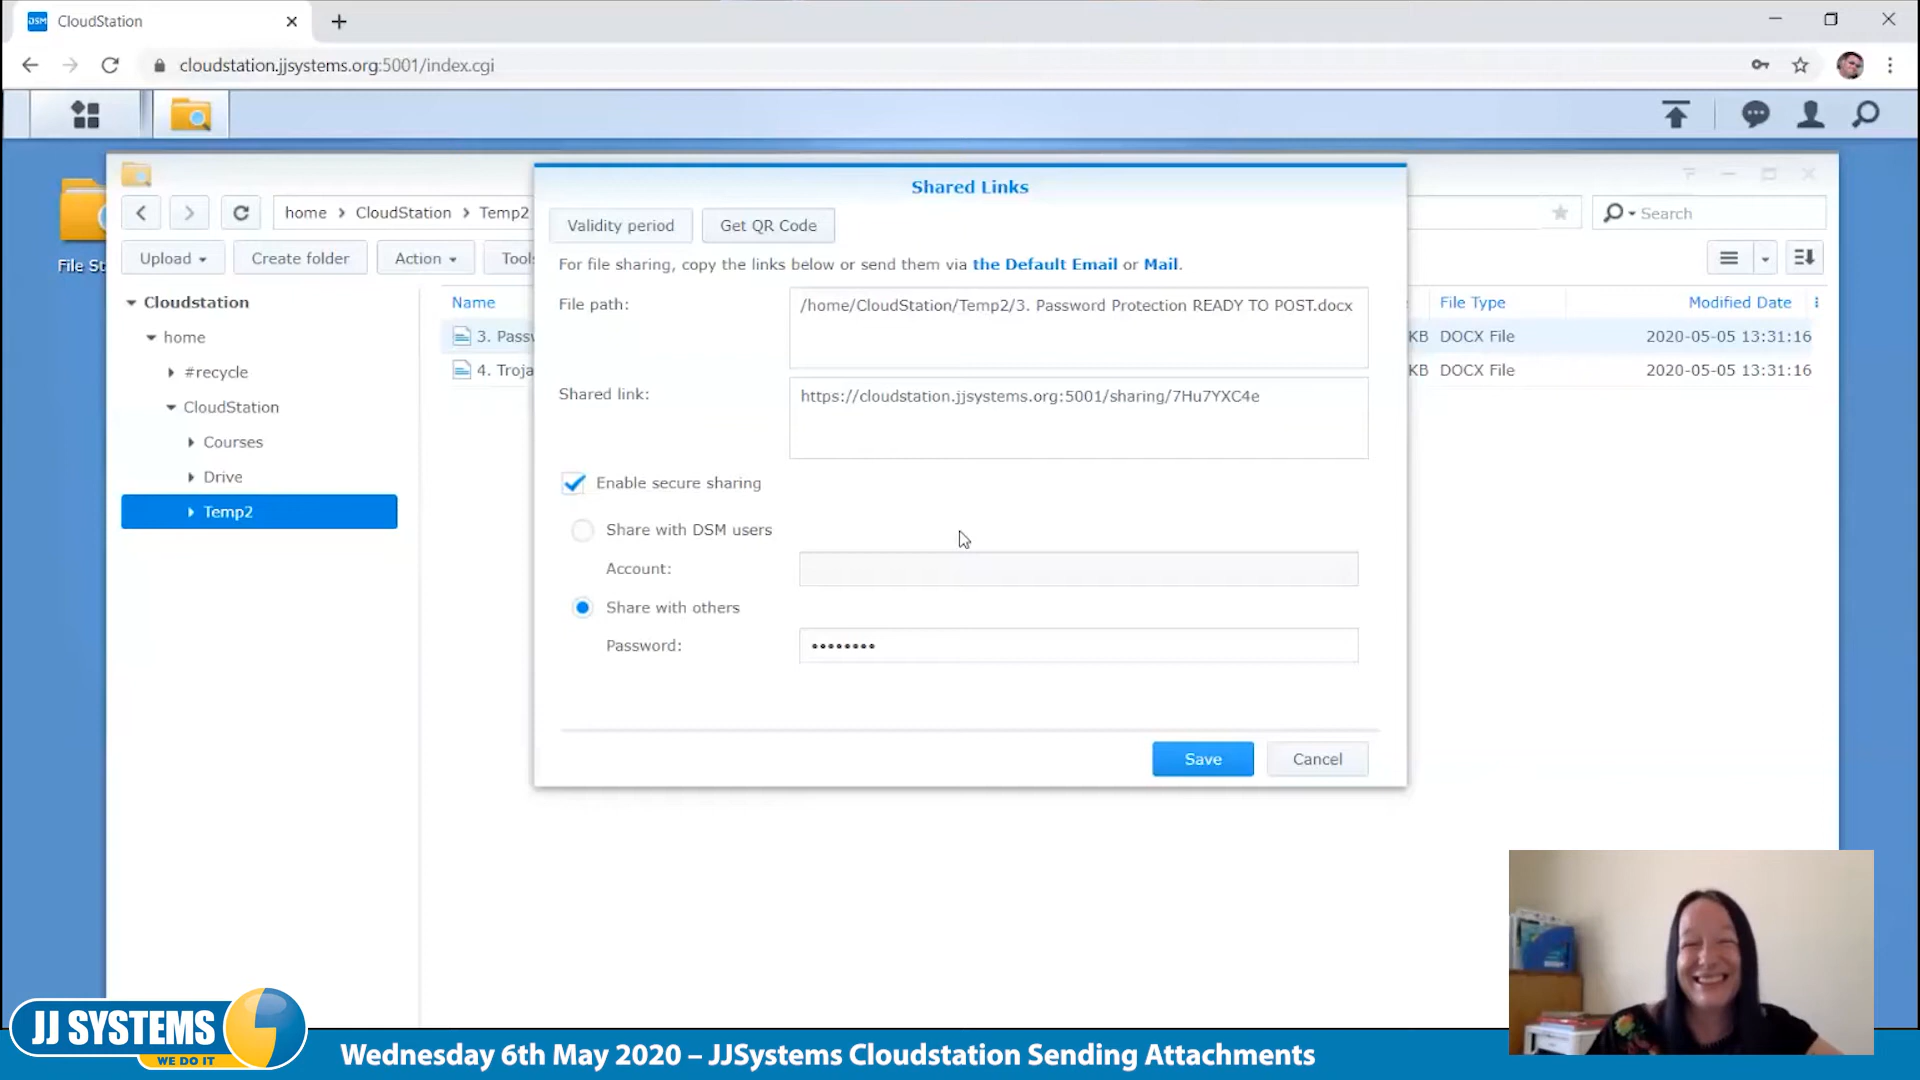 DSM CloudStation
cloudstation.jjsystems.org:5001/index.cgi
Shared Links
home CloudStation Temp2
Search
Validity period Get QR Code
File St
Upload Create folder Action Tool
For file sharing, copy the links below or send them via the Default Email or Mail.
Cloudstation
Name
File path: /home/CloudStation/Temp2/3. Password Protection READY TO POST.docx
File Type Modified Date
home
3. Passw
KB DOCX File 2020-05-05 13:31:16
#recycle
4. Troja
KB DOCX File 2020-05-05 13:31:16
CloudStation
Shared link: https://cloudstation.jjsystems.org:5001/sharing/7Hu7YXC4e
Courses
Drive
Enable secure sharing
Temp2
Share with DSM users
Account:
Share with others
Password:
Save Cancel
JJ SYSTEMS
WE DO IT
Wednesday 6th May 2020 – JJSystems Cloudstation Sending Attachments